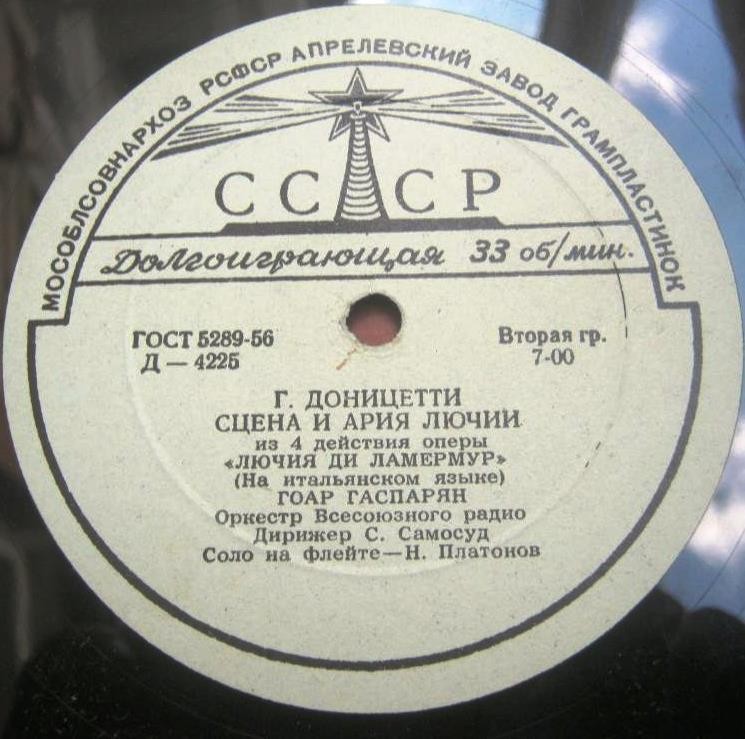 МОСОБЛСОВНАРХОЗ РСФСР АПРЕЛЕВСКИЙ ЗАВОД ГРАМПЛАСТИНОК
СССР
Долгоиграющая 33 об/мин.
ГОСТ 5289-56
Д — 4225
Вторая гр.
7-00
Г. ДОНИЦЕТТИ
СЦЕНА И АРИЯ ЛЮЧИИ
из 4 действия оперы
«ЛЮЧИЯ ДИ ЛАМЕРМУР»
(На итальянском языке)
ГОАР ГАСПАРЯН
Оркестр Всесоюзного радио
Дирижер С. Самосуд
Соло на флейте—Н. Платонов